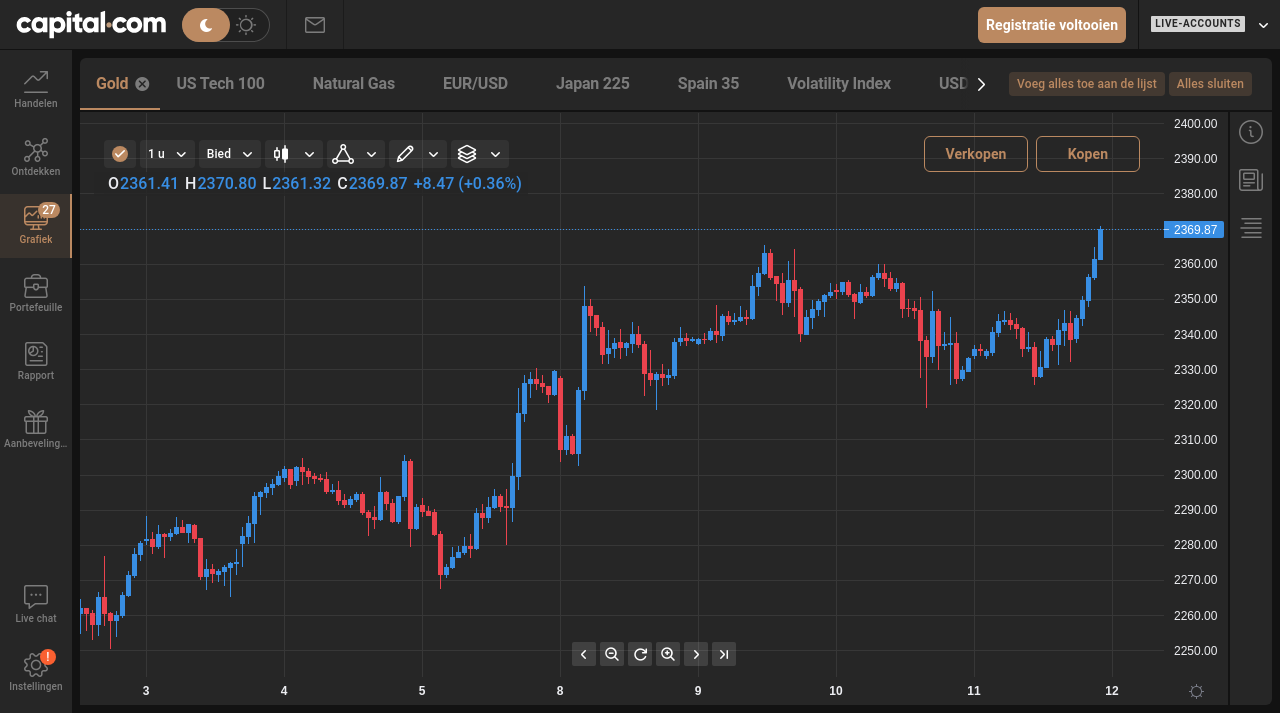 capital.com
Registratie voltooien
LIVE-ACCOUNTS
Handelen
Ontdekken
27
Grafiek
Portefeuille
Rapport
Aanbeveling...
Live chat
!
Instellingen
Gold
US Tech 100
Natural Gas
EUR/USD
Japan 225
Spain 35
Volatility Index
USD
Voeg alles toe aan de lijst
Alles sluiten
1 u
Bied
Verkopen
Kopen
O2361.41 H2370.80 L2361.32 C2369.87 +8.47 (+0.36%)
2400.00
2390.00
2380.00
2369.87
2360.00
2350.00
2340.00
2330.00
2320.00
2310.00
2300.00
2290.00
2280.00
2270.00
2260.00
2250.00
3 4 5 8 9 10 11 12